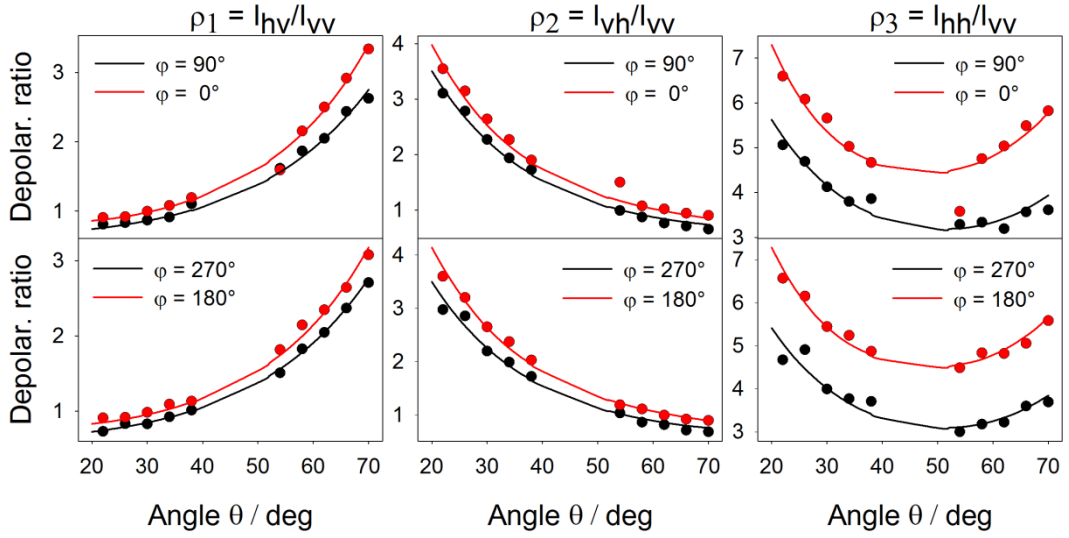 ρ1 = Ihv/Ivv
ρ2 = Ivh/Ivv
ρ3 = Ihh/Ivv
Depolar. ratio
3
2
1
φ = 90°
φ = 0°
4
3
2
1
φ = 90°
φ = 0°
7
6
5
4
3
φ = 90°
φ = 0°
Depolar. ratio
3
2
1
φ = 270°
φ = 180°
4
3
2
1
φ = 270°
φ = 180°
7
6
5
4
3
φ = 270°
φ = 180°
20 30 40 50 60 70
20 30 40 50 60 70
20 30 40 50 60 70
Angle θ / deg
Angle θ / deg
Angle θ / deg